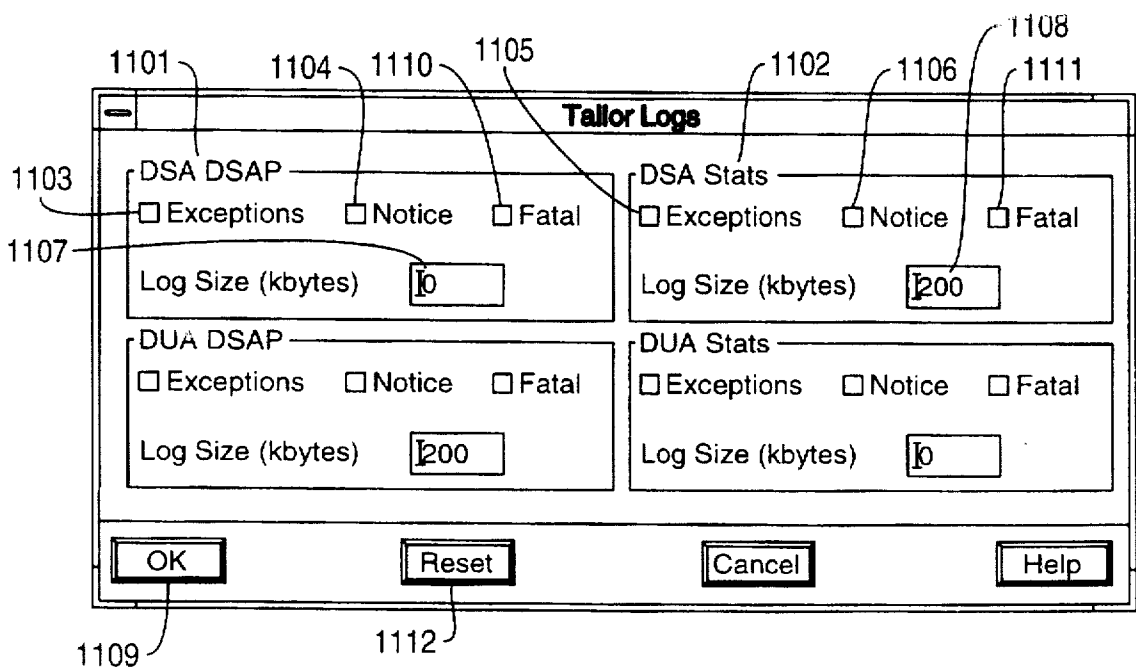 1108
1105
1101
1104
1110
1102
1106
1111
Tailor Logs
DSA DSAP
DSA Stats
1103
Exceptions Notice Fatal
Exceptions Notice Fatal
1107
Log Size (kbytes) 0
Log Size (kbytes) 200
DUA DSAP
DUA Stats
Exceptions Notice Fatal
Exceptions Notice Fatal
Log Size (kbytes) 200
Log Size (kbytes) 0
OK Reset Cancel Help
1109
1112